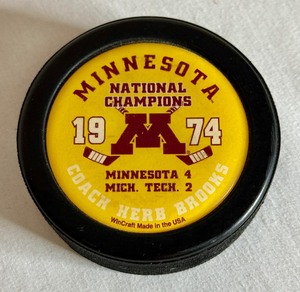 MINNESOTA
NATIONAL
CHAMPIONS
19 M 74
MINNESOTA 4
MICH. TECH. 2
COACH HERB BROOKS
WinCraft Made in the USA